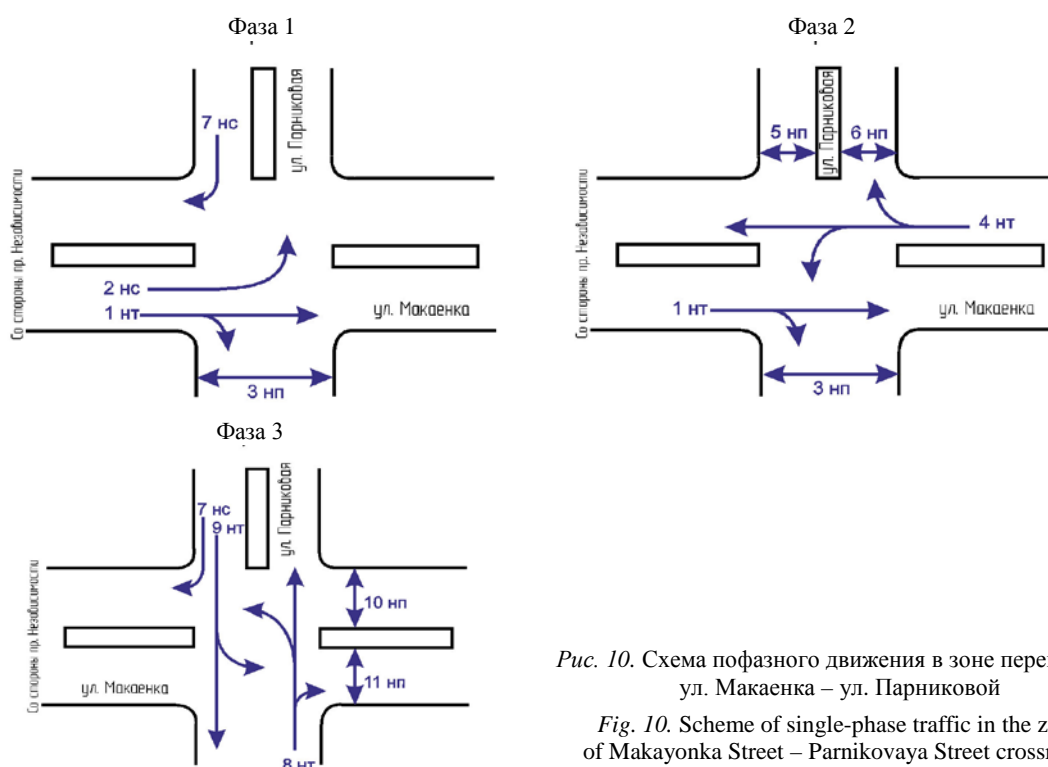 Фаза 1
7 нс
ул. Парниковая
Со стороны пр. Независимости
2 нс
1 нт
ул. Макаенка
3 нп
Фаза 2
5 нп
ул. Парниковая
6 нп
Со стороны пр. Независимости
4 нт
1 нт
ул. Макаенка
3 нп
Фаза 3
7 нс
9 нт
ул. Парниковая
Со стороны пр. Независимости
10 нп
11 нп
ул. Макаенка
8 нт
Рис. 10. Схема пофазного движения в зоне
ул. Макаенка – ул. Парниковой
Fig. 10. Scheme of single-phase traffic in the
of Makayonka Street – Parnikovaya Street